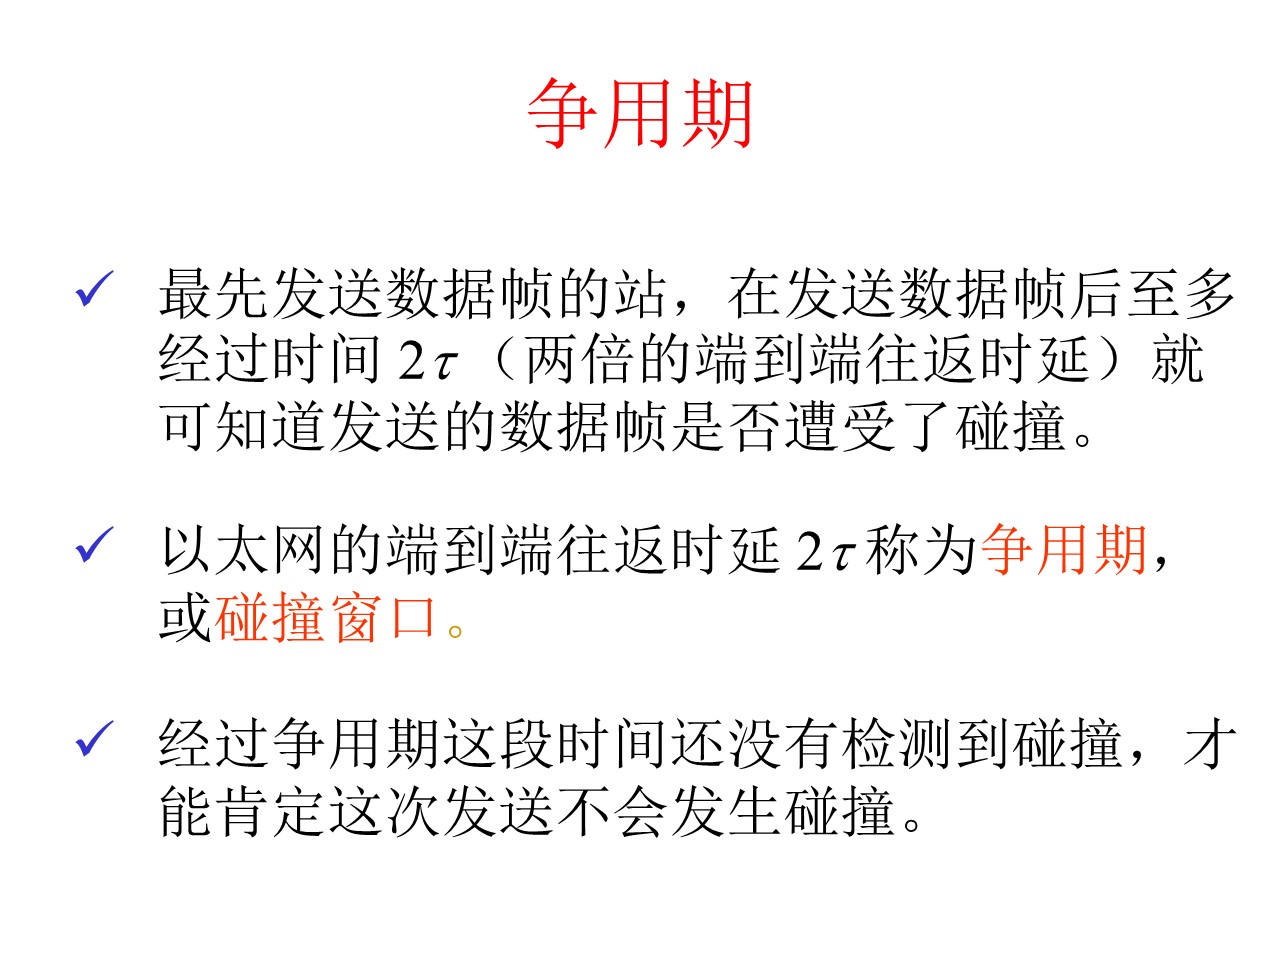 争用期
✓ 最先发送数据帧的站，在发送数据帧后至多
经过时间 2τ（两倍的端到端往返时延）就
可知道发送的数据帧是否遭受了碰撞。
✓ 以太网的端到端往返时延 2τ 称为争用期，
或碰撞窗口。
✓ 经过争用期这段时间还没有检测到碰撞，才
能肯定这次发送不会发生碰撞。